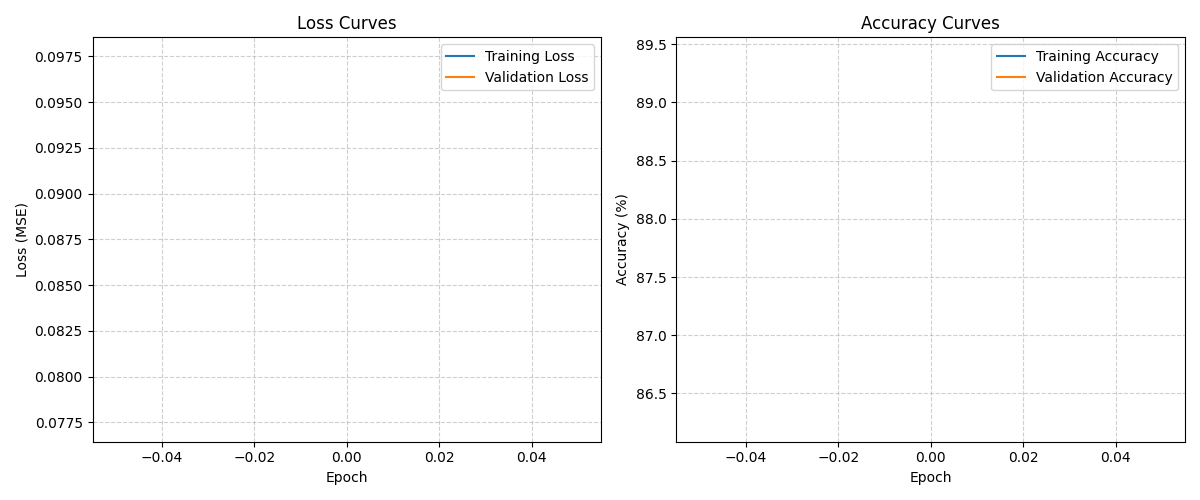 Loss Curves
0.0975
0.0950
0.0925
0.0900
0.0875
0.0850
0.0825
0.0800
0.0775
Loss (MSE)
Training Loss
Validation Loss
−0.04 −0.02 0.00 0.02 0.04
Epoch
Accuracy Curves
89.5
89.0
88.5
88.0
87.5
87.0
86.5
Accuracy (%)
Training Accuracy
Validation Accuracy
−0.04 −0.02 0.00 0.02 0.04
Epoch